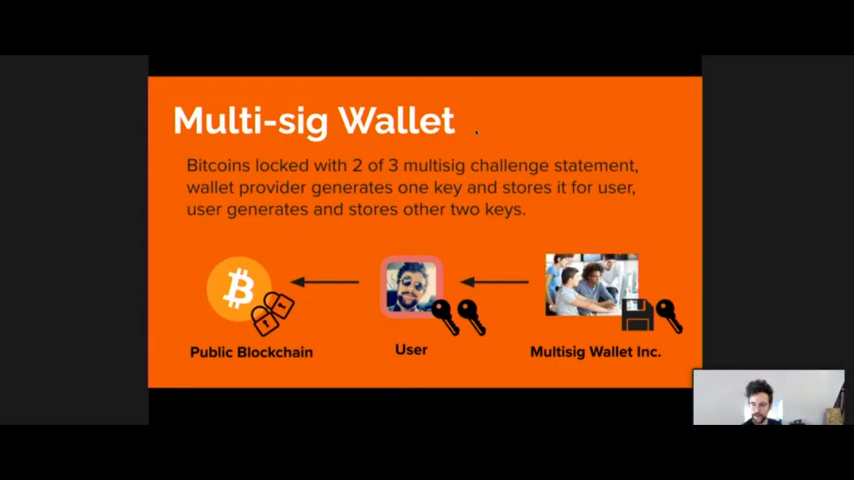 Multi-sig Wallet
Bitcoins locked with 2 of 3 multisig challenge statement,
wallet provider generates one key and stores it for user,
user generates and stores other two keys.
Public Blockchain
User
Multisig Wallet Inc.